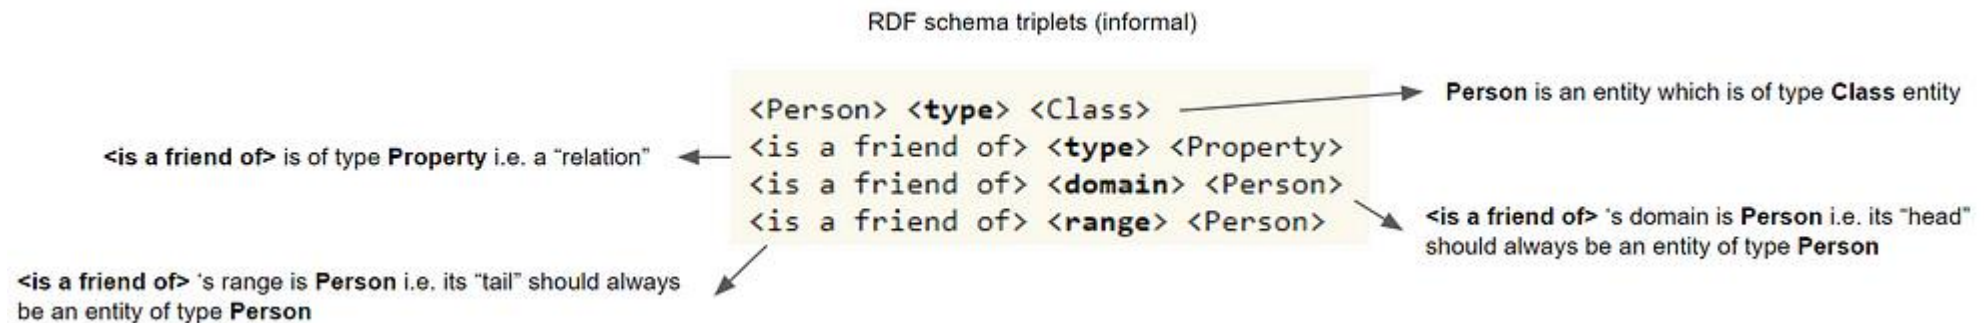 RDF schema triplets (informal)
<Person> <type> <Class>
<is a friend of> <type> <Property>
<is a friend of> <domain> <Person>
<is a friend of> <range> <Person>
Person is an entity which is of type Class entity
<is a friend of> is of type Property i.e. a “relation”
<is a friend of> ‘s domain is Person i.e. its “head”
should always be an entity of type Person
<is a friend of> ‘s range is Person i.e. its “tail” should always
be an entity of type Person